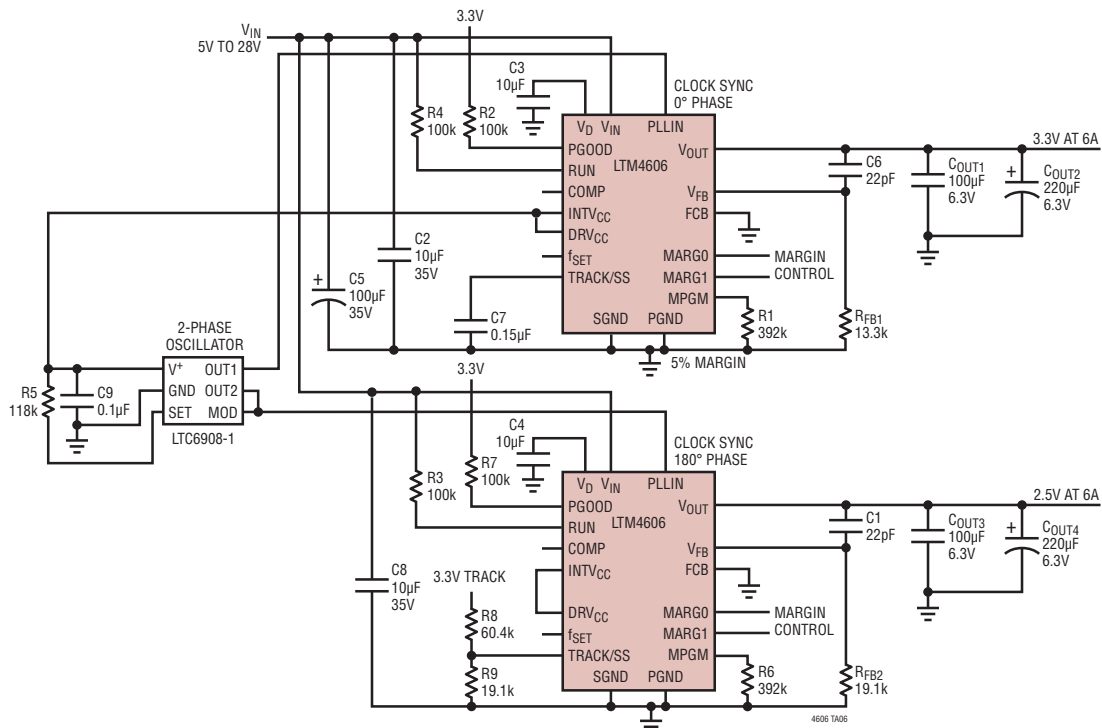 VIN
5V TO 28V
3.3V
C3
10µF
CLOCK SYNC
0° PHASE
R4
100k
R2
100k
VD
VIN
PLLIN
PGOOD
RUN
COMP
INTVCC
DRVCC
fSET
TRACK/SS
LTM4606
VOUT
VFB
FCB
MARG0
MARG1
MPGM
SGND
PGND
3.3V AT 6A
C6
22pF
COUT1
100µF
6.3V
+
COUT2
220µF
6.3V
MARGIN
CONTROL
C2
10µF
35V
+
C5
100µF
35V
C7
0.15µF
R1
392k
RFB1
13.3k
5% MARGIN
2-PHASE
OSCILLATOR
V+
GND
SET
OUT1
OUT2
MOD
LTC6908-1
R5
118k
C9
0.1µF
3.3V
C4
10µF
CLOCK SYNC
180° PHASE
R3
100k
R7
100k
VD
VIN
PLLIN
PGOOD
RUN
COMP
INTVCC
DRVCC
fSET
TRACK/SS
LTM4606
VOUT
VFB
FCB
MARG0
MARG1
MPGM
SGND
PGND
2.5V AT 6A
C1
22pF
COUT3
100µF
6.3V
+
COUT4
220µF
6.3V
MARGIN
CONTROL
C8
10µF
35V
3.3V TRACK
R8
60.4k
R9
19.1k
R6
392k
RFB2
19.1k
4606 TA06